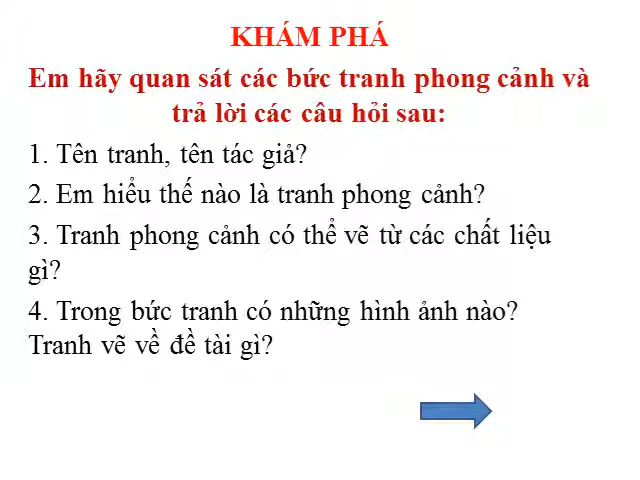 KHÁM PHÁ
Em hãy quan sát các bức tranh phong cảnh và
trả lời các câu hỏi sau:
1. Tên tranh, tên tác giả?
2. Em hiểu thế nào là tranh phong cảnh?
3. Tranh phong cảnh có thể vẽ từ các chất liệu
gì?
4. Trong bức tranh có những hình ảnh nào?
Tranh vẽ về đề tài gì?